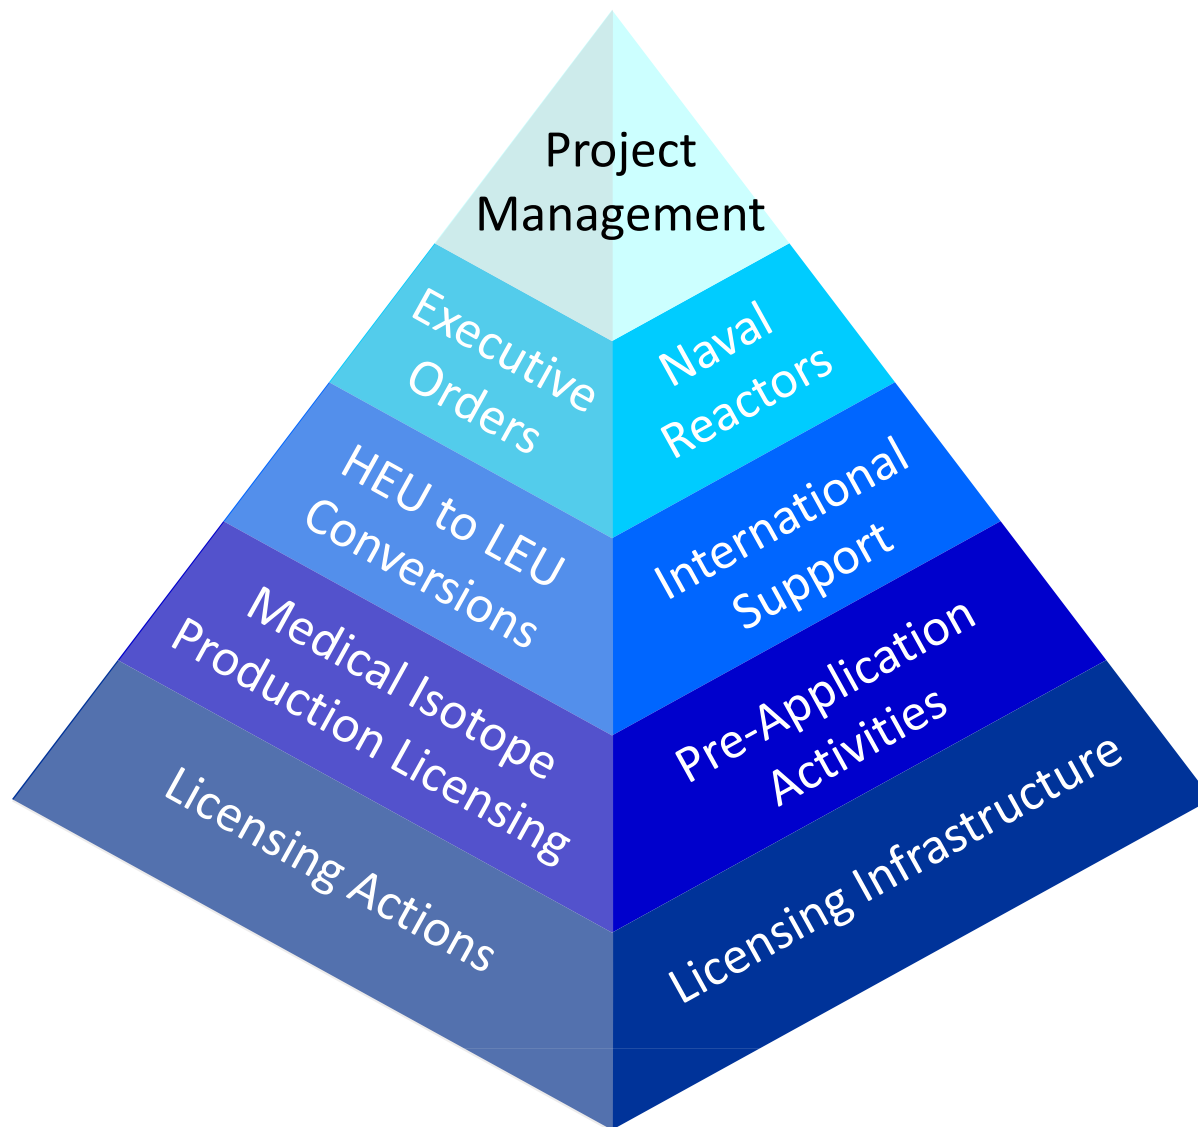 Project
Management
Executive
Orders
Naval
Reactors
HEU to LEU
Conversions
International
Support
Medical Isotope
Production Licensing
Pre-Application
Activities
Licensing Actions
Licensing Infrastructure